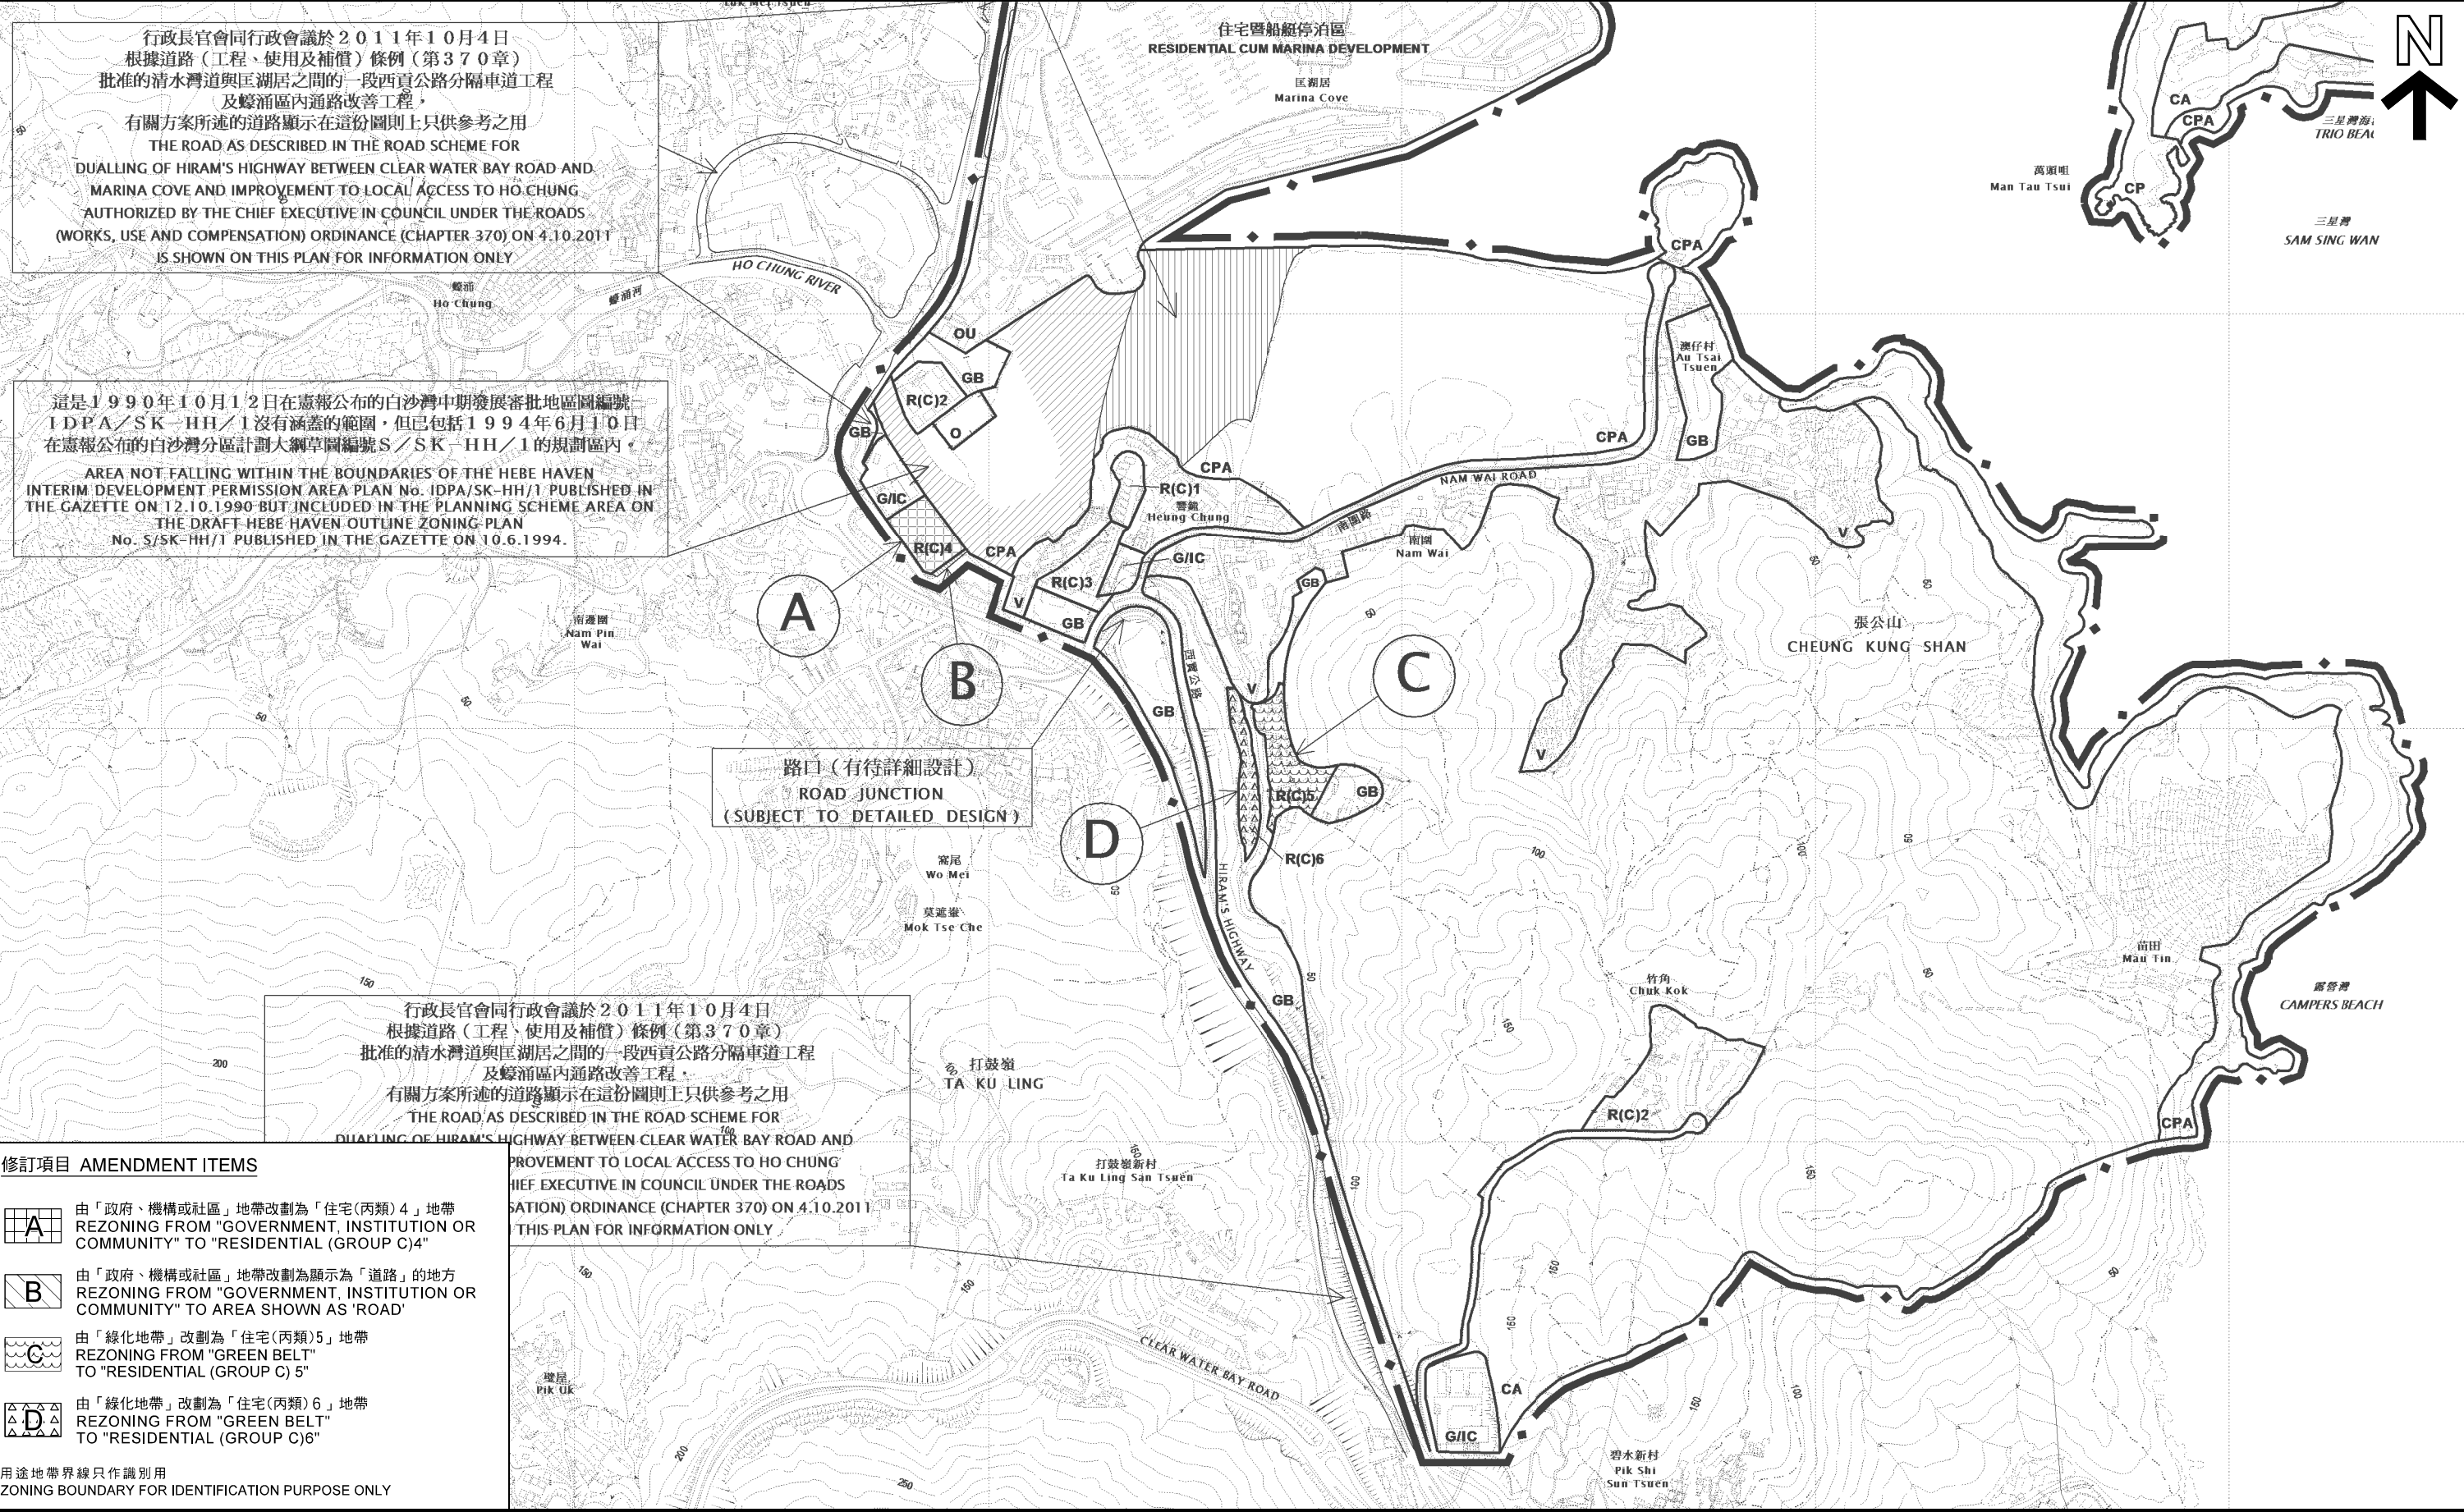 行政長官會同行政會議於２０１１年１０月４日
根據道路（工程、使用及補償）條例（第３７０章）
批准的清水灣道與匡湖居之間的一段西貢公路分隔車道工程
及蠔涌區內通路改善工程，
有關方案所述的道路顯示在這份圖則上只供參考之用
THE ROAD AS DESCRIBED IN THE ROAD SCHEME FOR
DUALLING OF HIRAM'S HIGHWAY BETWEEN CLEAR WATER BAY ROAD AND
MARINA COVE AND IMPROVEMENT TO LOCAL ACCESS TO HO CHUNG
AUTHORIZED BY THE CHIEF EXECUTIVE IN COUNCIL UNDER THE ROADS
(WORKS, USE AND COMPENSATION) ORDINANCE (CHAPTER 370) ON 4.10.2011
IS SHOWN ON THIS PLAN FOR INFORMATION ONLY
住宅暨船艇停泊區
RESIDENTIAL CUM MARINA DEVELOPMENT
匡湖居
Marina Cove
N
CA
CPA
三星灣海
TRIO BEAC
萬頭咀
Man Tau Tsui
CP
三星灣
SAM SING WAN
CPA
HO CHUNG RIVER
蠔涌河
蠔涌
Ho Chung
OU
GB
R(C)2
O
GB
澳仔村
Au Tsai
Tsuen
CPA
GB
這是１９９０年１０月１２日在憲報公布的白沙灣中期發展審批地區圖編號
ＩＤＰＡ／ＳＫ－ＨＨ／１沒有涵蓋的範圍，但已包括１９９４年６月１０日
在憲報公布的白沙灣分區計劃大綱草圖編號Ｓ／ＳＫ－ＨＨ／１的規劃區內。
AREA NOT FALLING WITHIN THE BOUNDARIES OF THE HEBE HAVEN
INTERIM DEVELOPMENT PERMISSION AREA PLAN No. IDPA/SK-HH/1 PUBLISHED IN
THE GAZETTE ON 12.10.1990 BUT INCLUDED IN THE PLANNING SCHEME AREA ON
THE DRAFT HEBE HAVEN OUTLINE ZONING PLAN
No. S/SK-HH/1 PUBLISHED IN THE GAZETTE ON 10.6.1994.
CPA
NAM WAI ROAD
南圍路
R(C)1
響鐘
Heung Chung
G/IC
R(C)4
CPA
G/IC
南圍
Nam Wai
V
R(C)3
GB
V
GB
A
B
C
南邊圍
Nam Pin
Wai
張公山
CHEUNG KUNG SHAN
西貢公路
GB
V
V
路口（有待詳細設計）
ROAD JUNCTION
( SUBJECT TO DETAILED DESIGN )
D
R(C)5
GB
R(C)6
窩尾
Wo Mei
莫遮輋
Mok Tse Che
HIRAM'S HIGHWAY
GB
苗田
Mau Tin
露營灣
CAMPERS BEACH
竹角
Chuk Kok
R(C)2
CPA
行政長官會同行政會議於２０１１年１０月４日
根據道路（工程、使用及補償）條例（第３７０章）
批准的清水灣道與匡湖居之間的一段西貢公路分隔車道工程
及蠔涌區內通路改善工程，
有關方案所述的道路顯示在這份圖則上只供參考之用
THE ROAD AS DESCRIBED IN THE ROAD SCHEME FOR
DUALLING OF HIRAM'S HIGHWAY BETWEEN CLEAR WATER BAY ROAD AND
PROVEMENT TO LOCAL ACCESS TO HO CHUNG
HIEF EXECUTIVE IN COUNCIL UNDER THE ROADS
SATION) ORDINANCE (CHAPTER 370) ON 4.10.2011
THIS PLAN FOR INFORMATION ONLY
打鼓嶺
TA KU LING
打鼓嶺新村
Ta Ku Ling San Tsuen
CLEAR WATER BAY ROAD
璧屋
Pik Uk
CA
G/IC
碧水新村
Pik Shi
Sun Tsuen
修訂項目 AMENDMENT ITEMS
A
由「政府、機構或社區」地帶改劃為「住宅(丙類) 4 」地帶
REZONING FROM "GOVERNMENT, INSTITUTION OR
COMMUNITY" TO "RESIDENTIAL (GROUP C)4"
B
由「政府、機構或社區」地帶改劃為顯示為「道路」的地方
REZONING FROM "GOVERNMENT, INSTITUTION OR
COMMUNITY" TO AREA SHOWN AS 'ROAD'
C
由「綠化地帶」改劃為「住宅(丙類)5」地帶
REZONING FROM "GREEN BELT"
TO "RESIDENTIAL (GROUP C) 5"
D
由「綠化地帶」改劃為「住宅(丙類) 6 」地帶
REZONING FROM "GREEN BELT"
TO "RESIDENTIAL (GROUP C)6"
用途地帶界線只作識別用
ZONING BOUNDARY FOR IDENTIFICATION PURPOSE ONLY